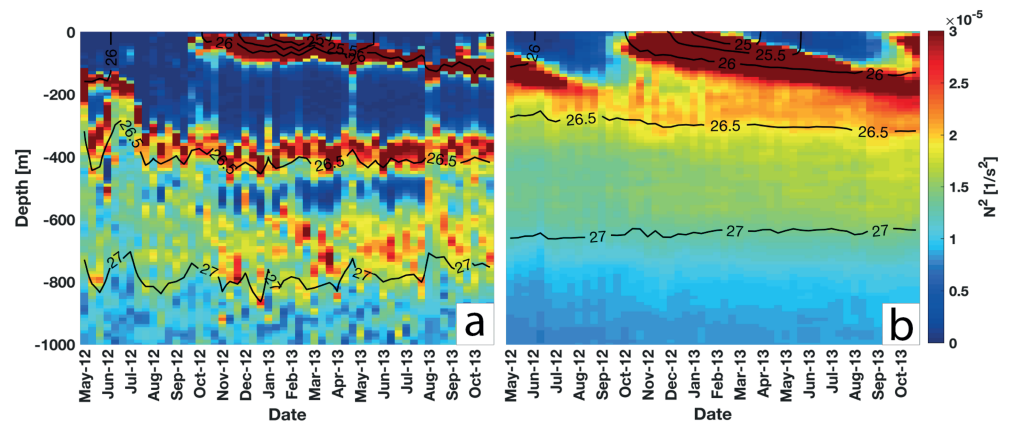 ×10⁻⁵
0
-200
-400
-600
-800
-1000
Depth [m]
26
26
25.5
26
26.5
26.5
26.5
27
27
27
27
27
a
May-12
Jun-12
Jul-12
Aug-12
Sep-12
Oct-12
Nov-12
Dec-12
Jan-13
Feb-13
Mar-13
Apr-13
Jun-13
Jul-13
Aug-13
Sep-13
Oct-13
Date
26
25
25.5
26
26.5
26.5
26.5
27
27
27
b
May-12
Jun-12
Jul-12
Aug-12
Sep-12
Oct-12
Nov-12
Dec-12
Jan-13
Feb-13
Mar-13
Apr-13
Jun-13
Jul-13
Aug-13
Sep-13
Oct-13
Date
3
2.5
2
1.5
1
0.5
0
N² [1/s²]